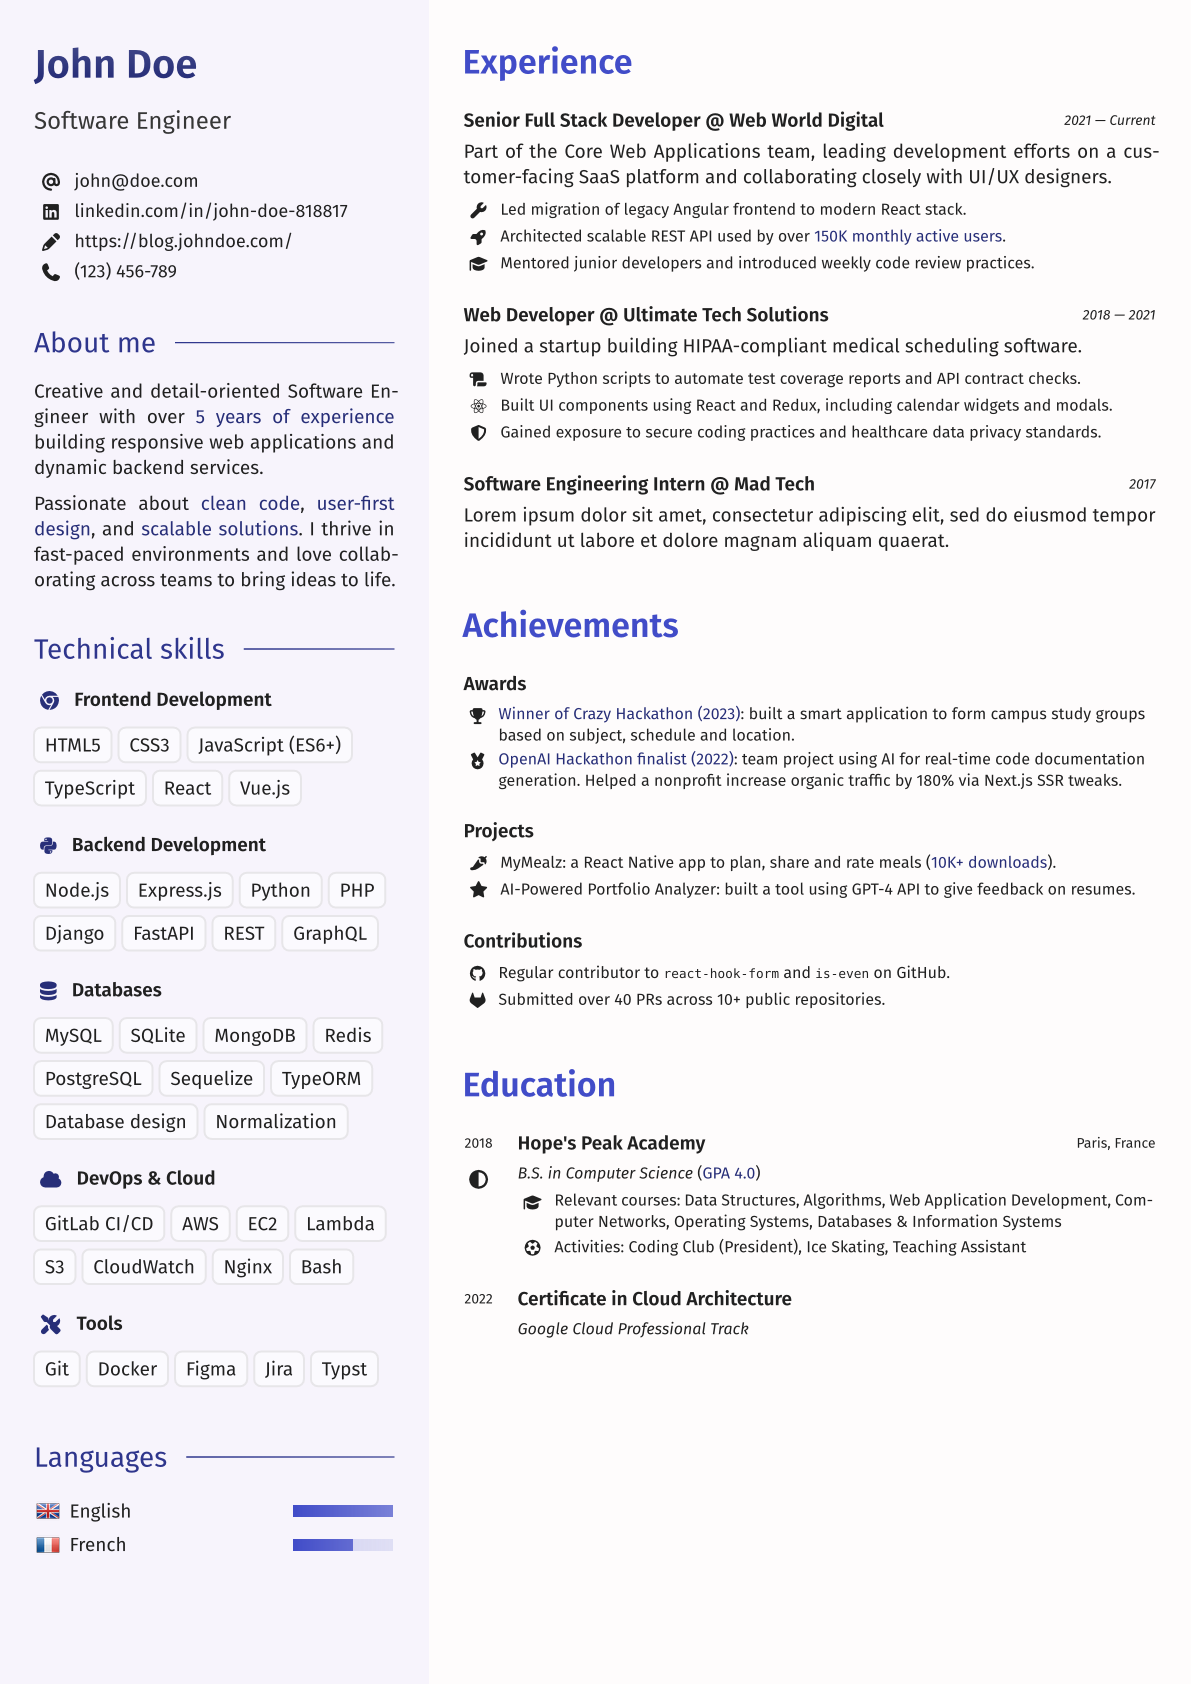 John Doe
Software Engineer
john@doe.com
linkedin.com/in/john-doe-818817
https://blog.johndoe.com/
(123) 456-789
About me
Creative and detail-oriented Software En-
gineer with over 5 years of experience
building responsive web applications and
dynamic backend services.
Passionate about clean code, user-first
design, and scalable solutions. I thrive in
fast-paced environments and love collab-
orating across teams to bring ideas to life.
Technical skills
Frontend Development
HTML5 CSS3 JavaScript (ES6+)
TypeScript React Vue.js
Backend Development
Node.js Express.js Python PHP
Django FastAPI REST GraphQL
Databases
MySQL SQLite MongoDB Redis
PostgreSQL Sequelize TypeORM
Database design Normalization
DevOps & Cloud
GitLab CI/CD AWS EC2 Lambda
S3 CloudWatch Nginx Bash
Tools
Git Docker Figma Jira Typst
Languages
English
French
Experience
Senior Full Stack Developer @ Web World Digital 2021 — Current
Part of the Core Web Applications team, leading development efforts on a cus-
tomer-facing SaaS platform and collaborating closely with UI/UX designers.
Led migration of legacy Angular frontend to modern React stack.
Architected scalable REST API used by over 150K monthly active users.
Mentored junior developers and introduced weekly code review practices.
Web Developer @ Ultimate Tech Solutions 2018 — 2021
Joined a startup building HIPAA-compliant medical scheduling software.
Wrote Python scripts to automate test coverage reports and API contract checks.
Built UI components using React and Redux, including calendar widgets and modals.
Gained exposure to secure coding practices and healthcare data privacy standards.
Software Engineering Intern @ Mad Tech 2017
Lorem ipsum dolor sit amet, consectetur adipiscing elit, sed do eiusmod tempor
incididunt ut labore et dolore magnam aliquam quaerat.
Achievements
Awards
Winner of Crazy Hackathon (2023): built a smart application to form campus study groups
based on subject, schedule and location.
OpenAI Hackathon finalist (2022): team project using AI for real-time code documentation
generation. Helped a nonprofit increase organic traffic by 180% via Next.js SSR tweaks.
Projects
MyMealz: a React Native app to plan, share and rate meals (10K+ downloads).
AI-Powered Portfolio Analyzer: built a tool using GPT-4 API to give feedback on resumes.
Contributions
Regular contributor to react-hook-form and is-even on GitHub.
Submitted over 40 PRs across 10+ public repositories.
Education
2018 Hope's Peak Academy Paris, France
B.S. in Computer Science (GPA 4.0)
Relevant courses: Data Structures, Algorithms, Web Application Development, Com-
puter Networks, Operating Systems, Databases & Information Systems
Activities: Coding Club (President), Ice Skating, Teaching Assistant
2022 Certificate in Cloud Architecture
Google Cloud Professional Track